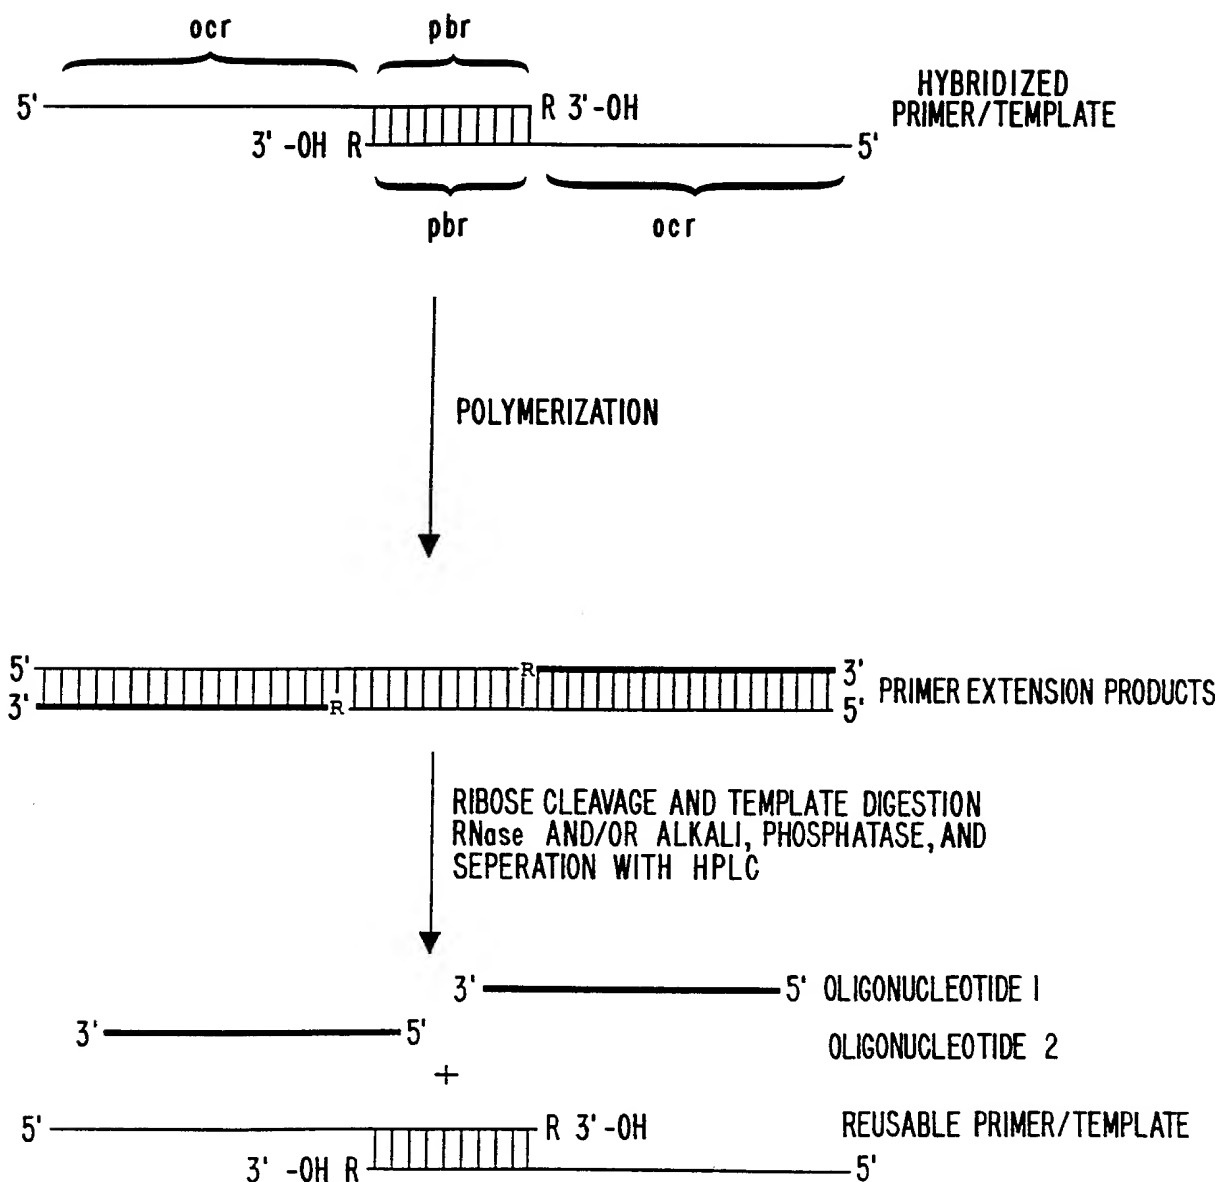 ocr pbr
5' R 3'-OH HYBRIDIZED
PRIMER/TEMPLATE
3' -OH R 5'
pbr ocr
POLYMERIZATION
5' R 3'
3' R 5' PRIMER EXTENSION PRODUCTS
RIBOSE CLEAVAGE AND TEMPLATE DIGESTION
RNase AND/OR ALKALI, PHOSPHATASE, AND
SEPERATION WITH HPLC
3' 5' OLIGONUCLEOTIDE 1
3' 5' OLIGONUCLEOTIDE 2
+
5' R 3'-OH REUSABLE PRIMER/TEMPLATE
3' -OH R 5'